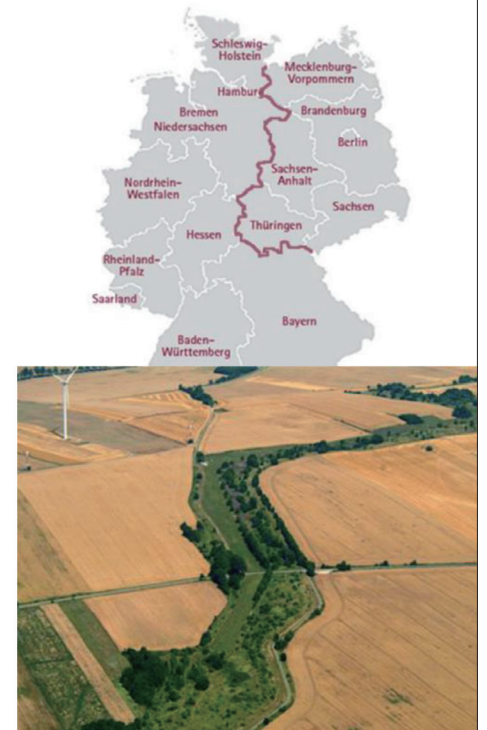 Schleswig-
Holstein
Mecklenburg-
Vorpommern
Hambur
Bremen
Niedersachsen
Brandenburg
Berlin
Sachsen-
Anhalt
Nordrhein-
Westfalen
Sachsen
Thüringen
Hessen
Rheinland-
Pfalz
Saarland
Bayern
Baden-
Württemberg